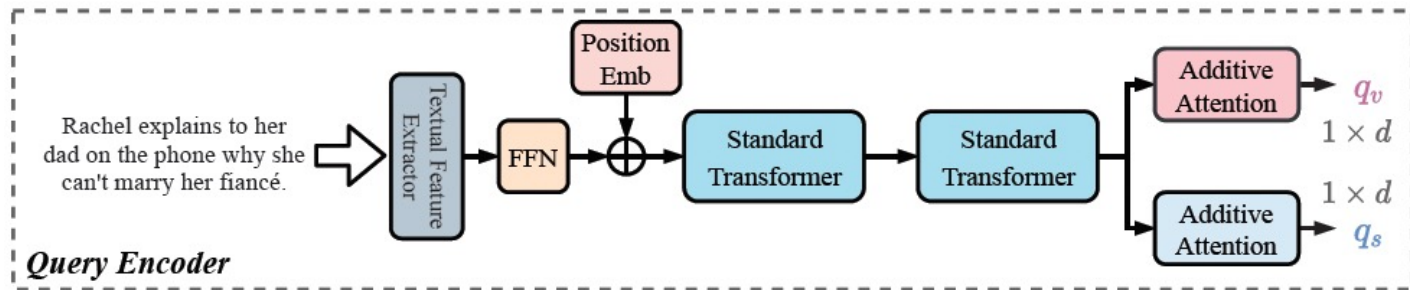 Rachel explains to her
dad on the phone why she
can't marry her fiancé.
Textual Feature
Extractor
FFN
Position
Emb
Standard
Transformer
Standard
Transformer
Additive
Attention
q_v
1 × d
1 × d
Additive
Attention
q_s
Query Encoder